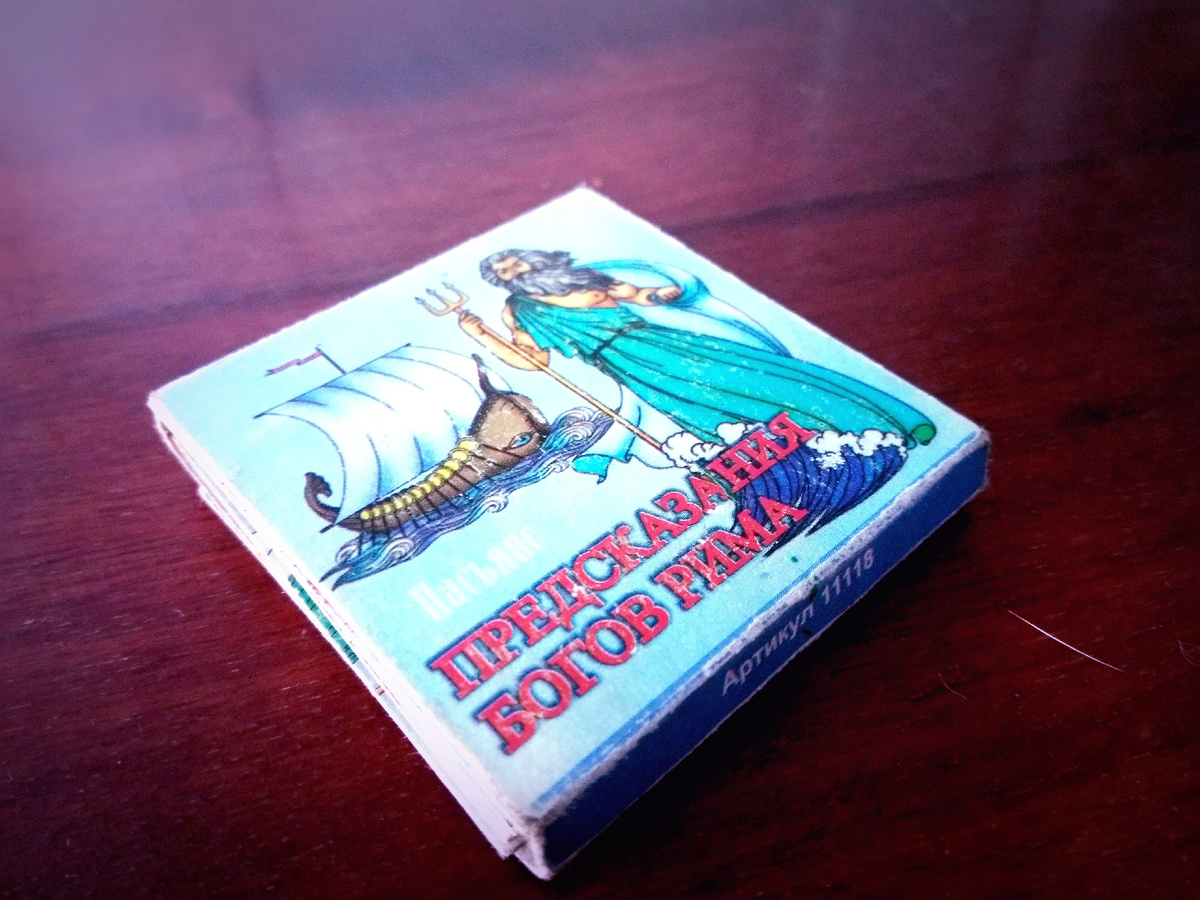 Пасьянс
ПРЕДСКАЗАНИЯ
БОГОВ РИМА
Артикул 11118